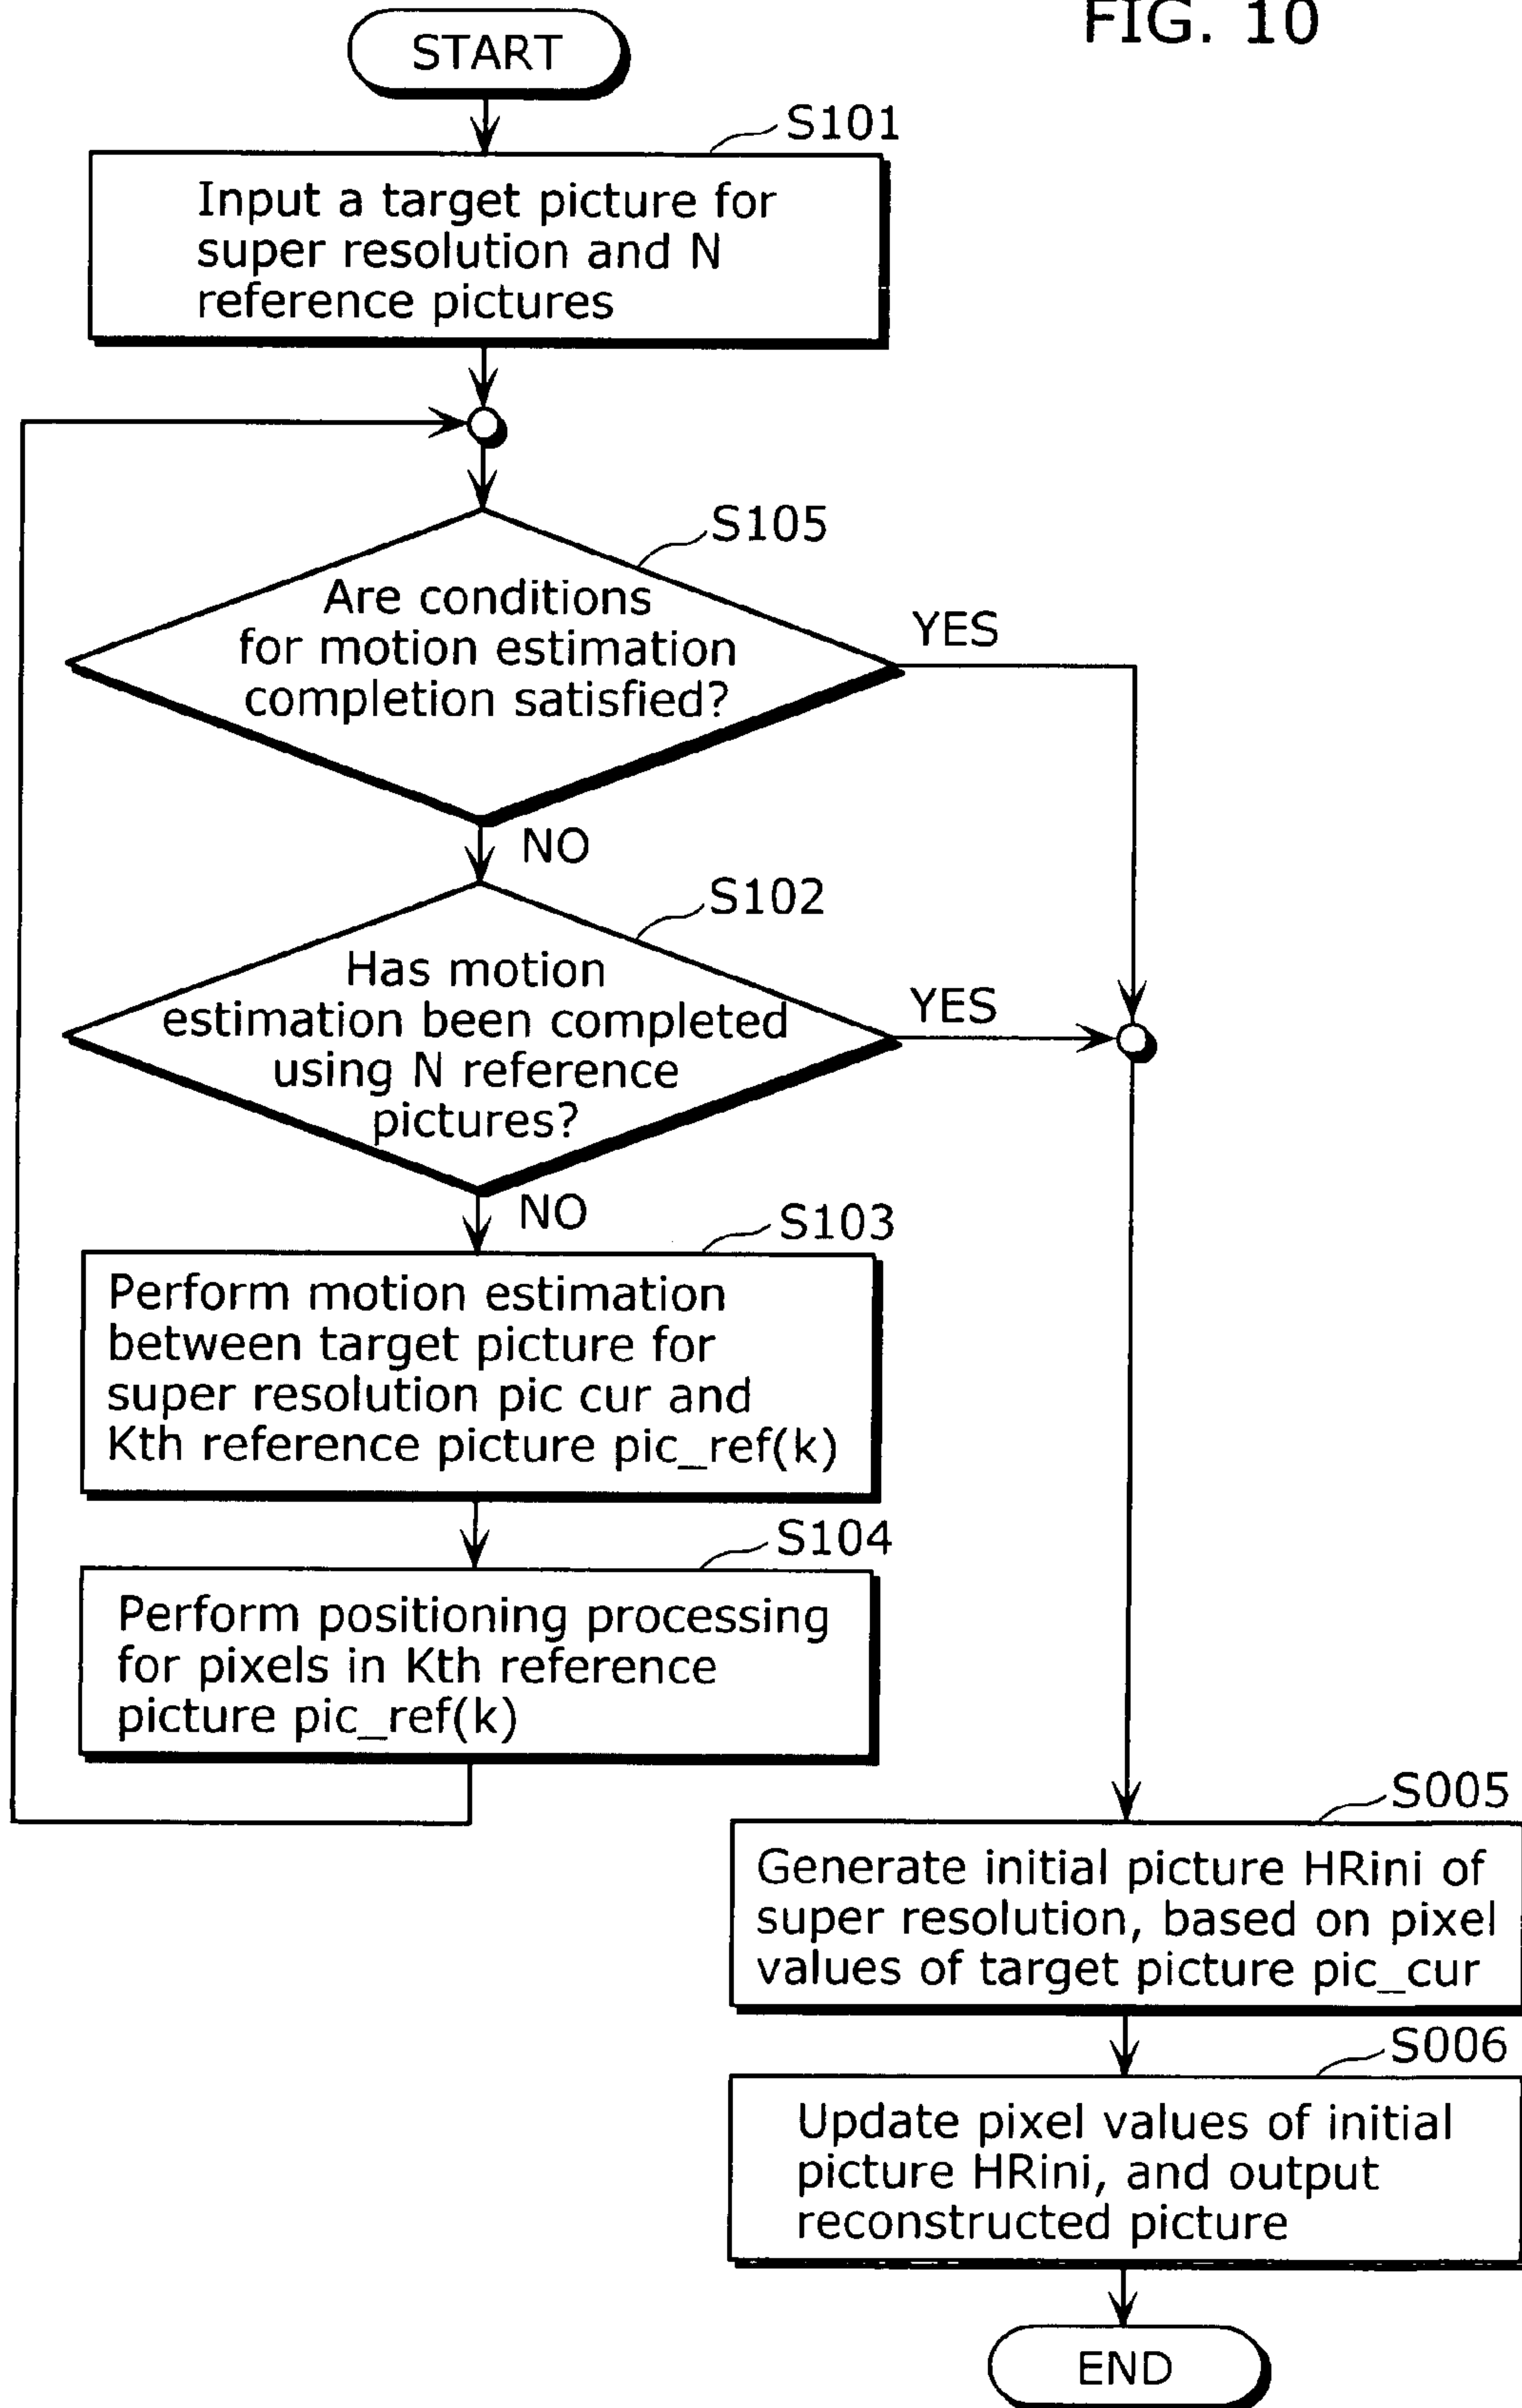 FIG. 10
START
S101
Input a target picture for
super resolution and N
reference pictures
S105
Are conditions
for motion estimation
completion satisfied?
YES
NO
S102
Has motion
estimation been completed
using N reference
pictures?
YES
NO
S103
Perform motion estimation
between target picture for
super resolution pic cur and
Kth reference picture pic_ref(k)
S104
Perform positioning processing
for pixels in Kth reference
picture pic_ref(k)
S005
Generate initial picture HRini of
super resolution, based on pixel
values of target picture pic_cur
S006
Update pixel values of initial
picture HRini, and output
reconstructed picture
END